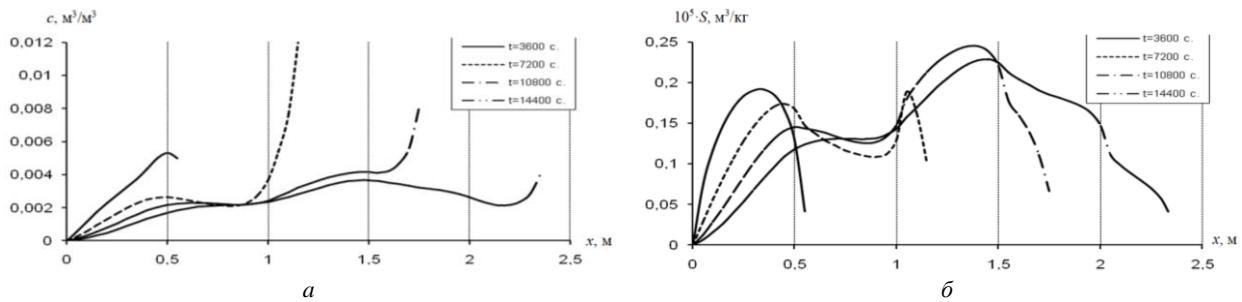 c, м³/м³
0,012
0,01
0,008
0,006
0,004
0,002
0
0
0.5
1
1.5
2
2.5
x, м
t=3600 с.
t=7200 с.
t=10800 с.
t=14400 с.
а
10⁵·S, м³/кг
0,25
0,2
0,15
0,1
0,05
0
0
0.5
1
1.5
2
2.5
x, м
t=3600 с.
t=7200 с.
t=10800 с.
t=14400 с.
б